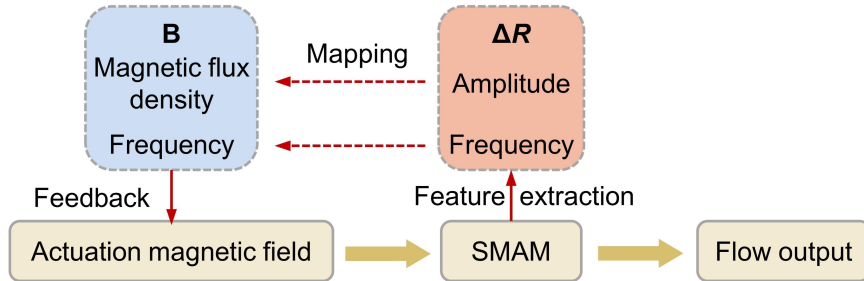 B
Magnetic flux
density
Frequency
Mapping
ΔR
Amplitude
Frequency
Feedback
Feature extraction
Actuation magnetic field
SMAM
Flow output